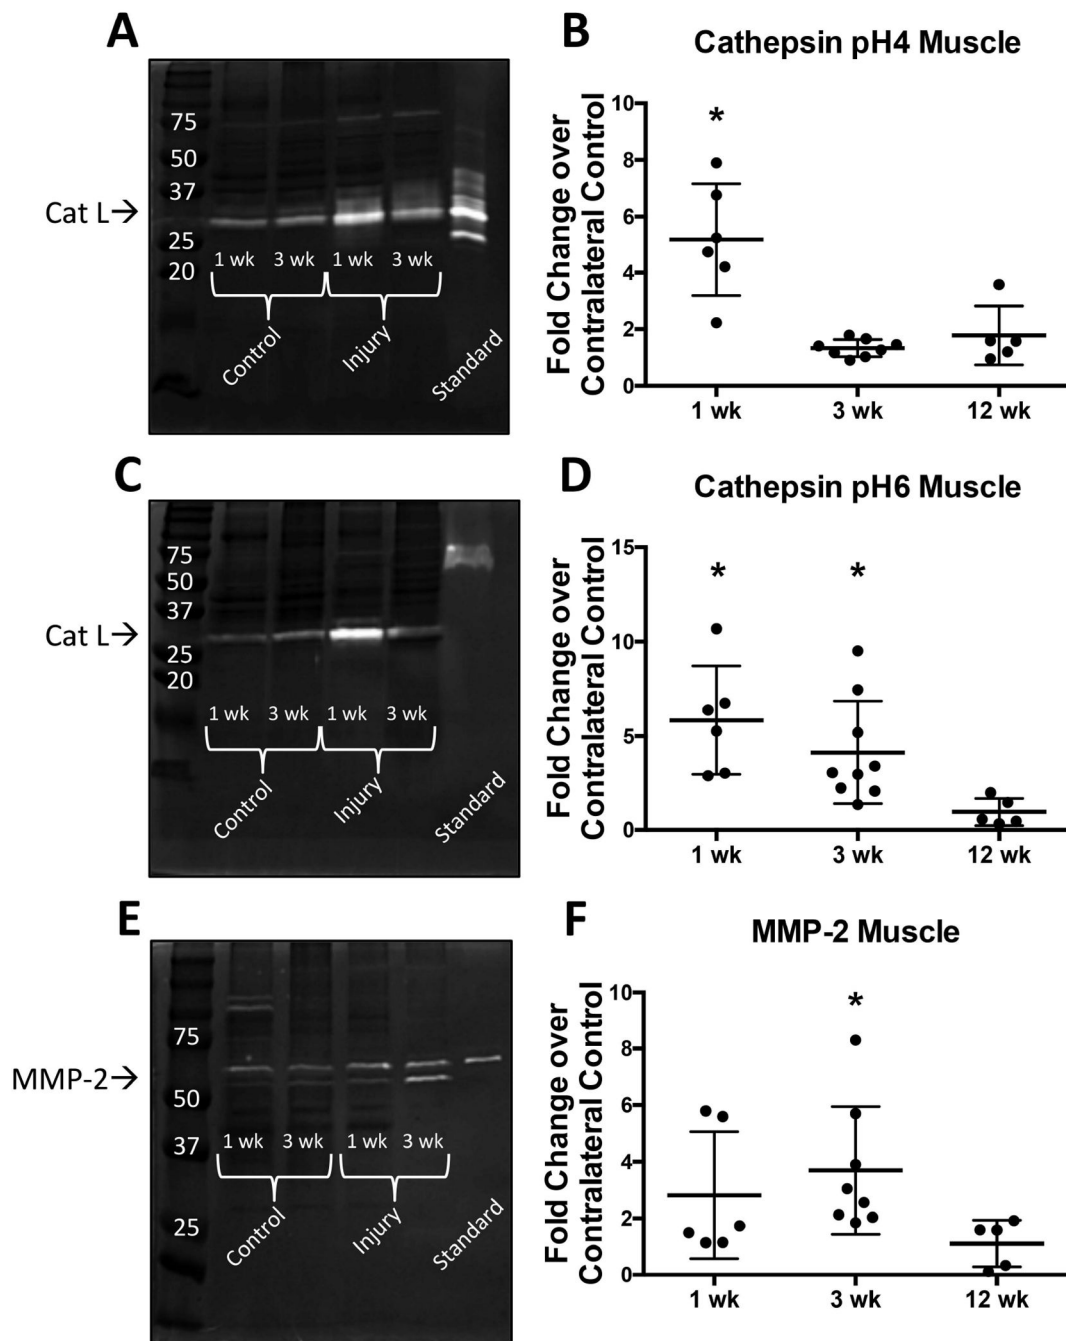 A
75
50
37
Cat L→
25
20
1 wk 3 wk 1 wk 3 wk
Control
Injury
Standard
B
Cathepsin pH4 Muscle
Fold Change over
Contralateral Control
10
8
6
4
2
0
*
1 wk 3 wk 12 wk
C
75
50
37
Cat L→
25
20
1 wk 3 wk 1 wk 3 wk
Control
Injury
Standard
D
Cathepsin pH6 Muscle
Fold Change over
Contralateral Control
15
10
5
0
* *
1 wk 3 wk 12 wk
E
75
MMP-2→
50
37
1 wk 3 wk 1 wk 3 wk
25
Control
Injury
Standard
F
MMP-2 Muscle
Fold Change over
Contralateral Control
10
8
6
4
2
0
*
1 wk 3 wk 12 wk